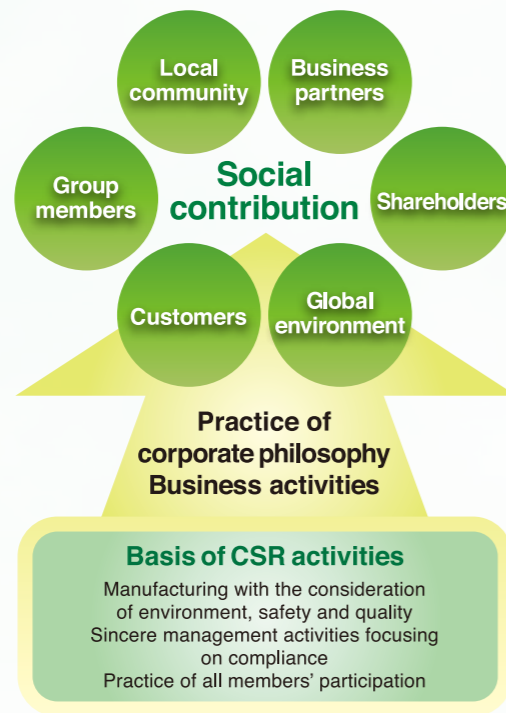 Local
community
Business
partners
Group
members
Social
contribution
Shareholders
Customers
Global
environment
Practice of
corporate philosophy
Business activities
Basis of CSR activities
Manufacturing with the consideration
of environment, safety and quality
Sincere management activities focusing
on compliance
Practice of all members’ participation